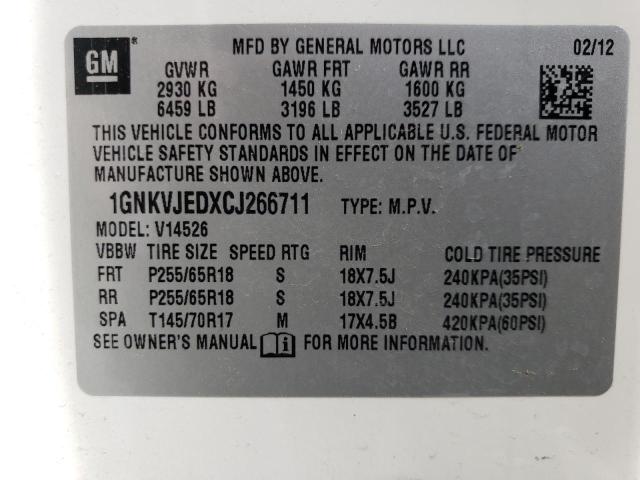 GM ® MFD BY GENERAL MOTORS LLC 02/12
GVWR GAWR FRT GAWR RR
2930 KG 1450 KG 1600 KG
6459 LB 3196 LB 3527 LB
THIS VEHICLE CONFORMS TO ALL APPLICABLE U.S. FEDERAL MOTOR
VEHICLE SAFETY STANDARDS IN EFFECT ON THE DATE OF
MANUFACTURE SHOWN ABOVE.
1GNKVJEDXCJ266711 TYPE: M.P.V.
MODEL: V14526
VBBW TIRE SIZE SPEED RTG RIM COLD TIRE PRESSURE
FRT P255/65R18 S 18X7.5J 240KPA(35PSI)
RR P255/65R18 S 18X7.5J 240KPA(35PSI)
SPA T145/70R17 M 17X4.5B 420KPA(60PSI)
SEE OWNER'S MANUAL i FOR MORE INFORMATION.